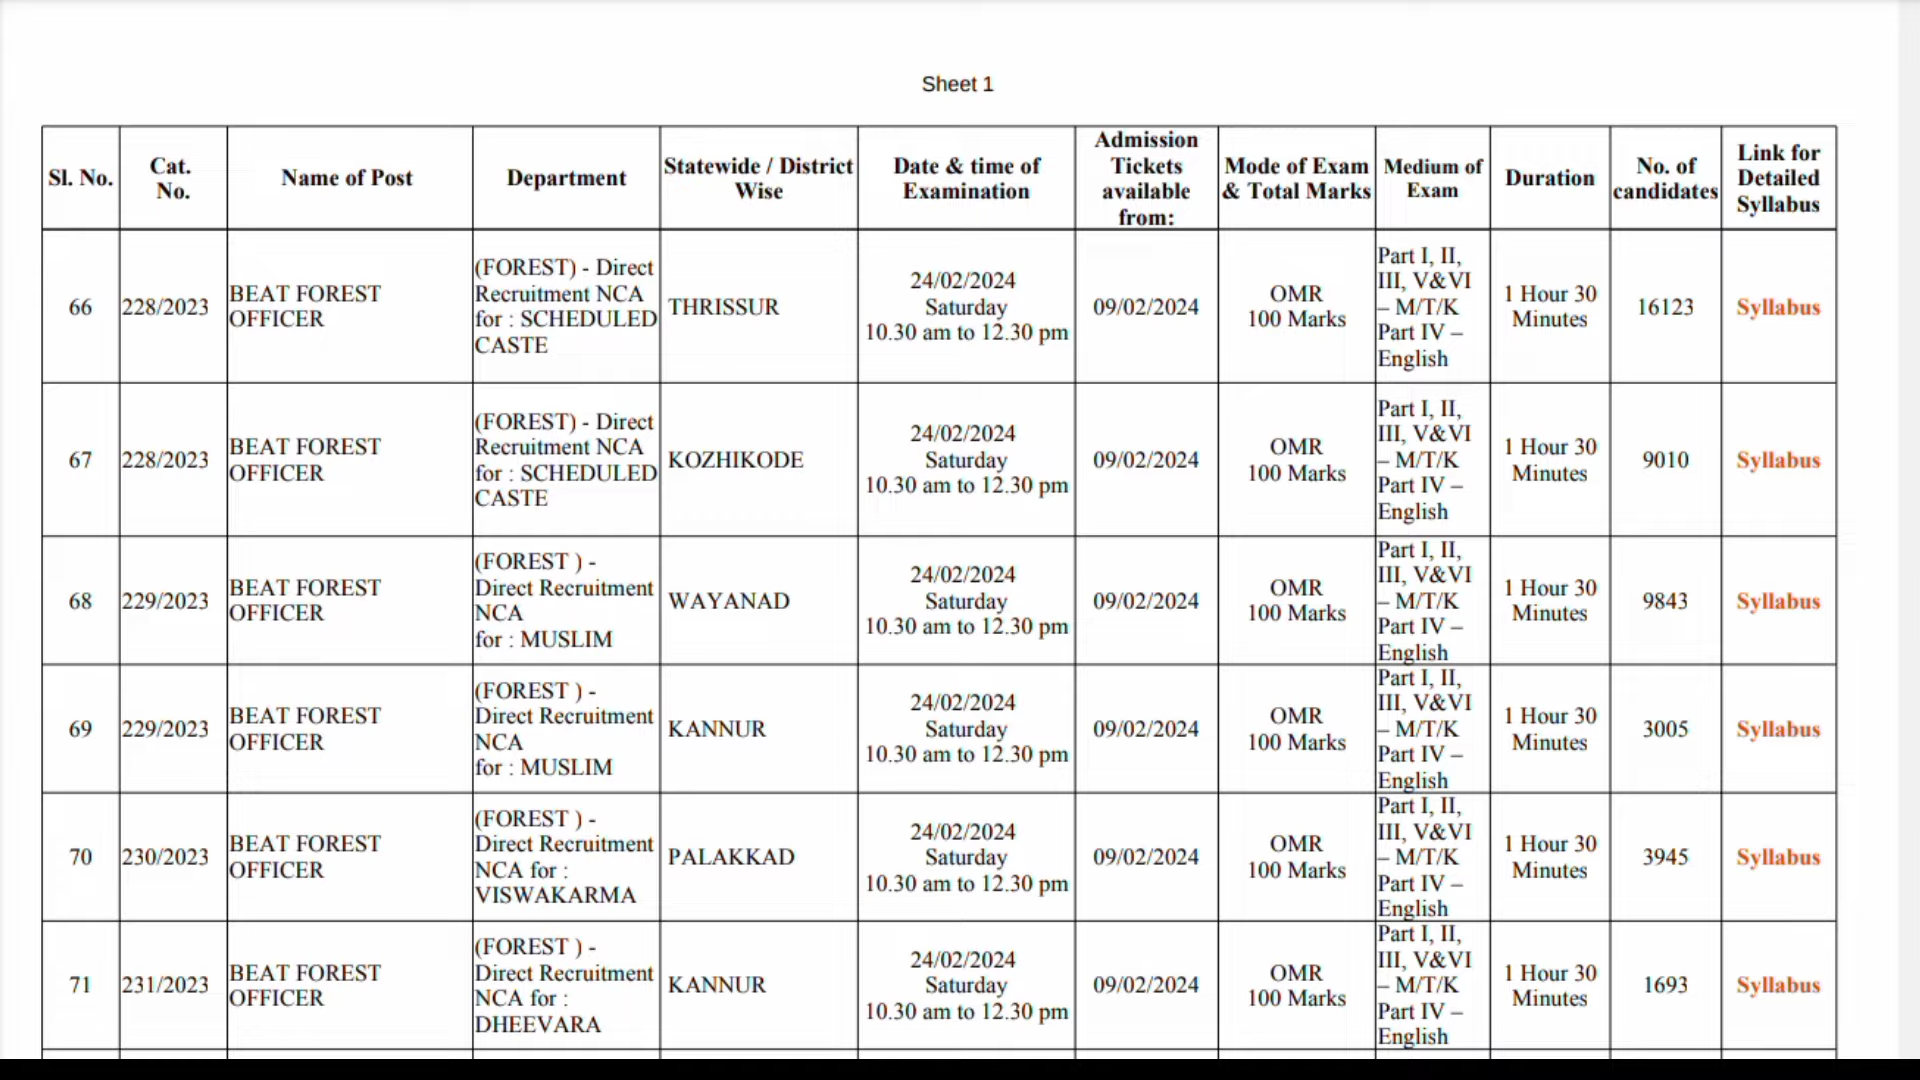 Sheet 1
Sl. No.
Cat.
No.
Name of Post
Department
Statewide / District
Wise
Date & time of
Examination
Admission
Tickets
available
from:
Mode of Exam
& Total Marks
Medium of
Exam
Duration
No. of
candidates
Link for
Detailed
Syllabus
66
228/2023
BEAT FOREST
OFFICER
(FOREST) - Direct
Recruitment NCA
for : SCHEDULED
CASTE
THRISSUR
24/02/2024
Saturday
10.30 am to 12.30 pm
09/02/2024
OMR
100 Marks
Part I, II,
III, V&VI
– M/T/K
Part IV –
English
1 Hour 30
Minutes
16123
Syllabus
67
228/2023
BEAT FOREST
OFFICER
(FOREST) - Direct
Recruitment NCA
for : SCHEDULED
CASTE
KOZHIKODE
24/02/2024
Saturday
10.30 am to 12.30 pm
09/02/2024
OMR
100 Marks
Part I, II,
III, V&VI
– M/T/K
Part IV –
English
1 Hour 30
Minutes
9010
Syllabus
68
229/2023
BEAT FOREST
OFFICER
(FOREST ) -
Direct Recruitment
NCA
for : MUSLIM
WAYANAD
24/02/2024
Saturday
10.30 am to 12.30 pm
09/02/2024
OMR
100 Marks
Part I, II,
III, V&VI
– M/T/K
Part IV –
English
1 Hour 30
Minutes
9843
Syllabus
69
229/2023
BEAT FOREST
OFFICER
(FOREST ) -
Direct Recruitment
NCA
for : MUSLIM
KANNUR
24/02/2024
Saturday
10.30 am to 12.30 pm
09/02/2024
OMR
100 Marks
Part I, II,
III, V&VI
– M/T/K
Part IV –
English
1 Hour 30
Minutes
3005
Syllabus
70
230/2023
BEAT FOREST
OFFICER
(FOREST ) -
Direct Recruitment
NCA for :
VISWAKARMA
PALAKKAD
24/02/2024
Saturday
10.30 am to 12.30 pm
09/02/2024
OMR
100 Marks
Part I, II,
III, V&VI
– M/T/K
Part IV –
English
1 Hour 30
Minutes
3945
Syllabus
71
231/2023
BEAT FOREST
OFFICER
(FOREST ) -
Direct Recruitment
NCA for :
DHEEVARA
KANNUR
24/02/2024
Saturday
10.30 am to 12.30 pm
09/02/2024
OMR
100 Marks
Part I, II,
III, V&VI
– M/T/K
Part IV –
English
1 Hour 30
Minutes
1693
Syllabus